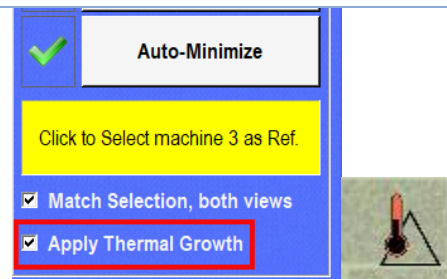 Auto-Minimize
Click to Select machine 3 as Ref.
Match Selection, both views
Apply Thermal Growth